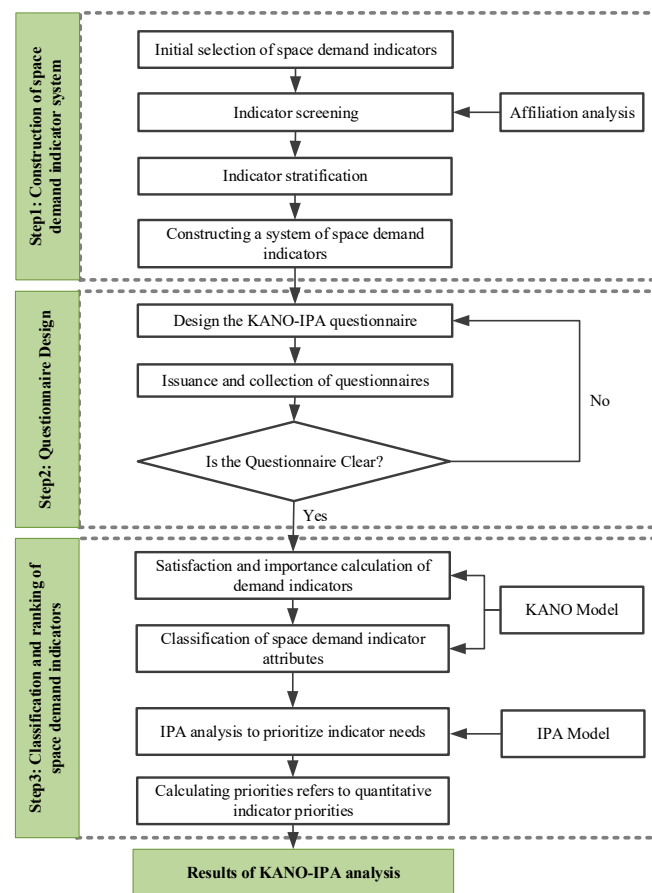 Step1: Construction of space
demand indicator system
Initial selection of space demand indicators
Indicator screening
Affiliation analysis
Indicator stratification
Constructing a system of space demand
indicators
Step2: Questionnaire Design
Design the KANO-IPA questionnaire
Issuance and collection of questionnaires
No
Is the Questionnaire Clear?
Yes
Step3: Classification and ranking of
space demand indicators
Satisfaction and importance calculation of
demand indicators
KANO Model
Classification of space demand indicator
attributes
IPA analysis to prioritize indicator needs
IPA Model
Calculating priorities refers to quantitative
indicator priorities
Results of KANO-IPA analysis